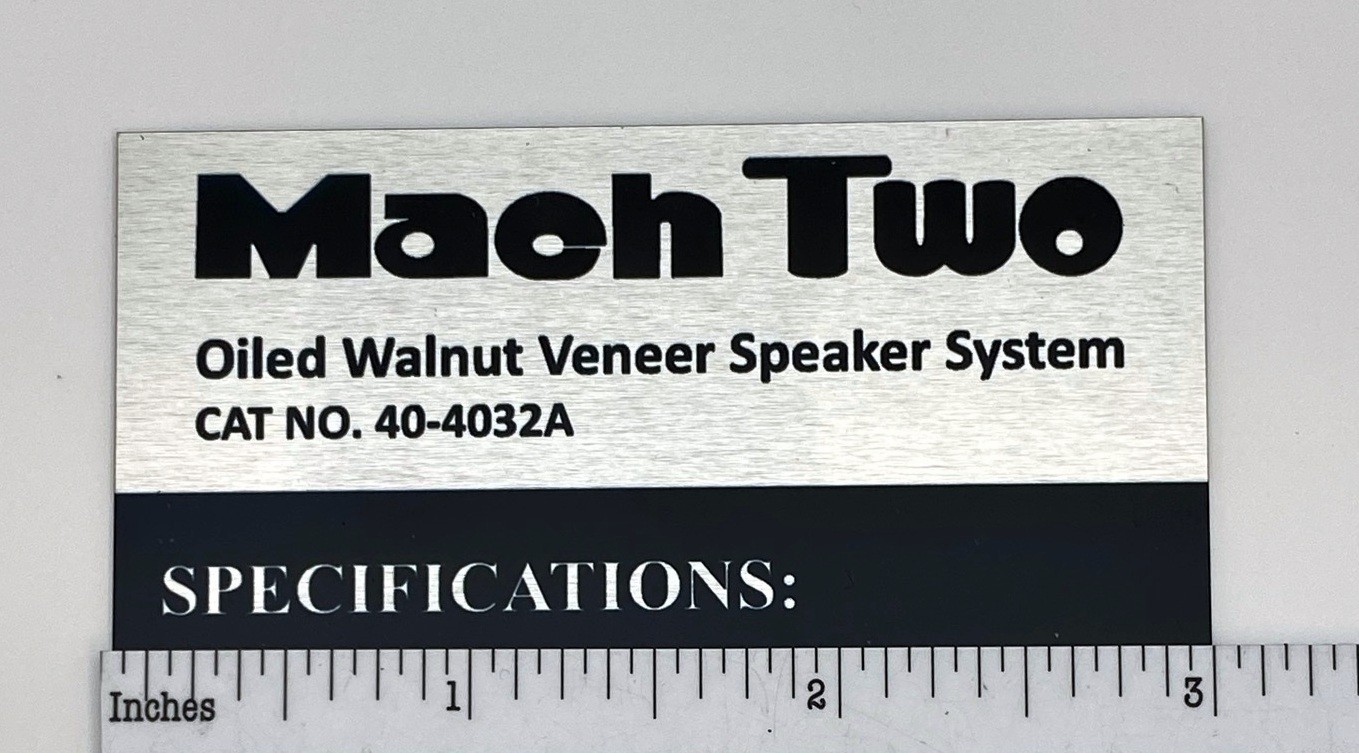 Mach Two
Oiled Walnut Veneer Speaker System
CAT NO. 40-4032A
SPECIFICATIONS:
Inches 1 2 3